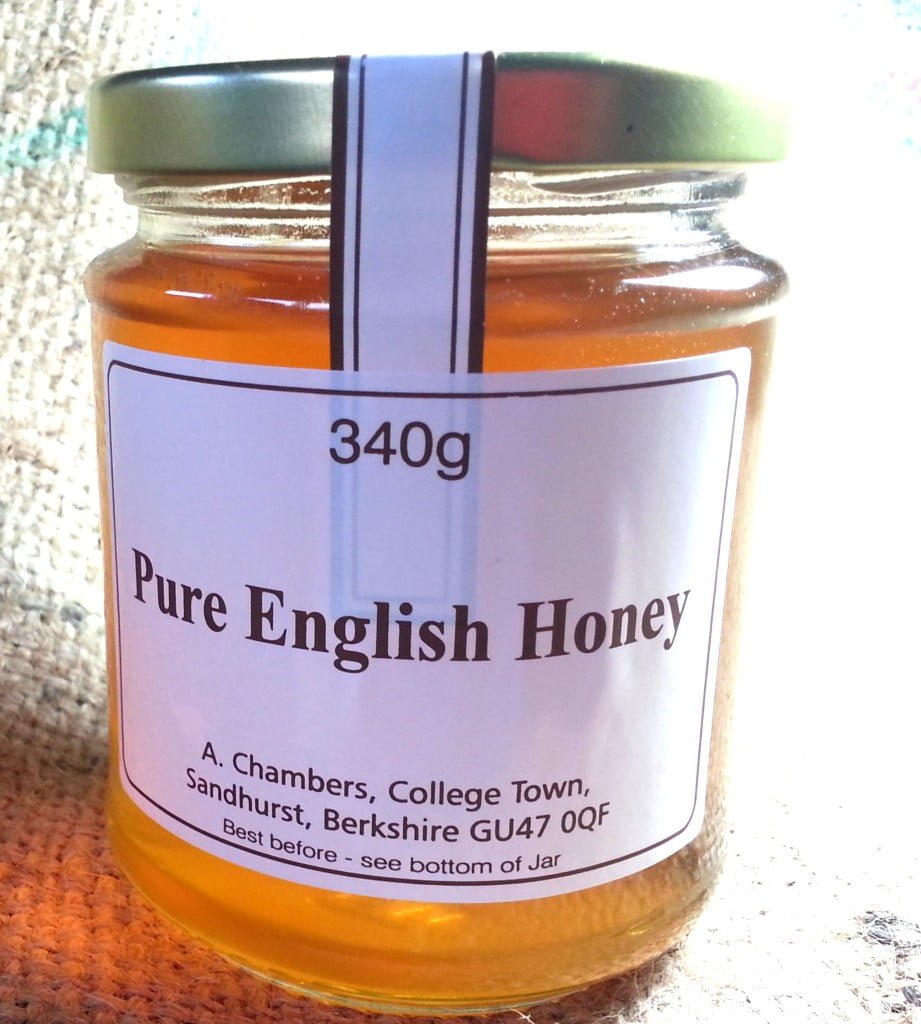 340g
Pure English Honey
A. Chambers, College Town,
Sandhurst, Berkshire GU47 0QF
Best before - see bottom of Jar